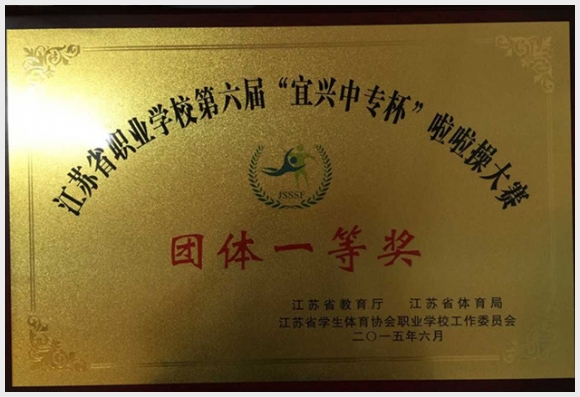 江苏省职业学校第六届“宜兴中专杯”啦啦操大赛
JSSSF
团体一等奖
江苏省教育厅 江苏省体育局
江苏省学生体育协会职业学校工作委员会
二〇一五年六月